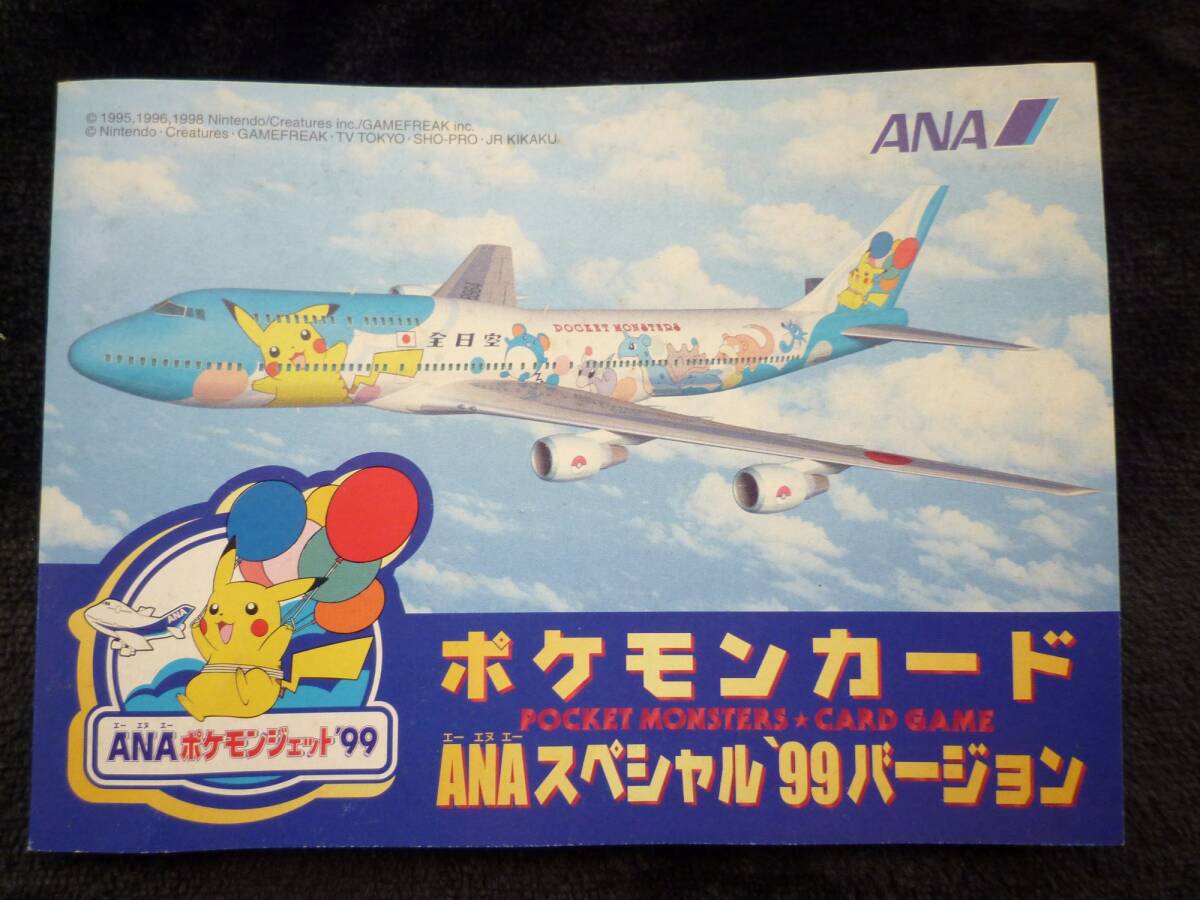 © 1995,1996,1998 Nintendo/Creatures inc./GAMEFREAK inc.
© Nintendo・Creatures・GAMEFREAK・TV TOKYO・SHO-PRO・JR KIKAKU
ANA
全日空
POCKET MONSTERS
ANA
エー エヌ エー
ANAポケモンジェット'99
ポケモンカード
POCKET MONSTERS★CARD GAME
エー エヌ エー
ANAスペシャル'99バージョン